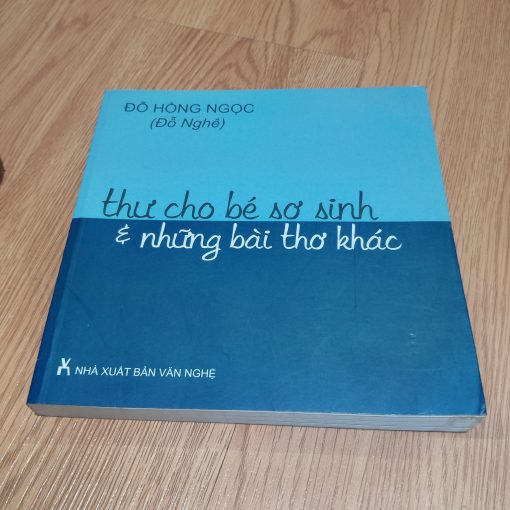 ĐỖ HỒNG NGỌC
(Đỗ Nghê)
thư cho bé sơ sinh
& những bài thơ khác
NHÀ XUẤT BẢN VĂN NGHỆ